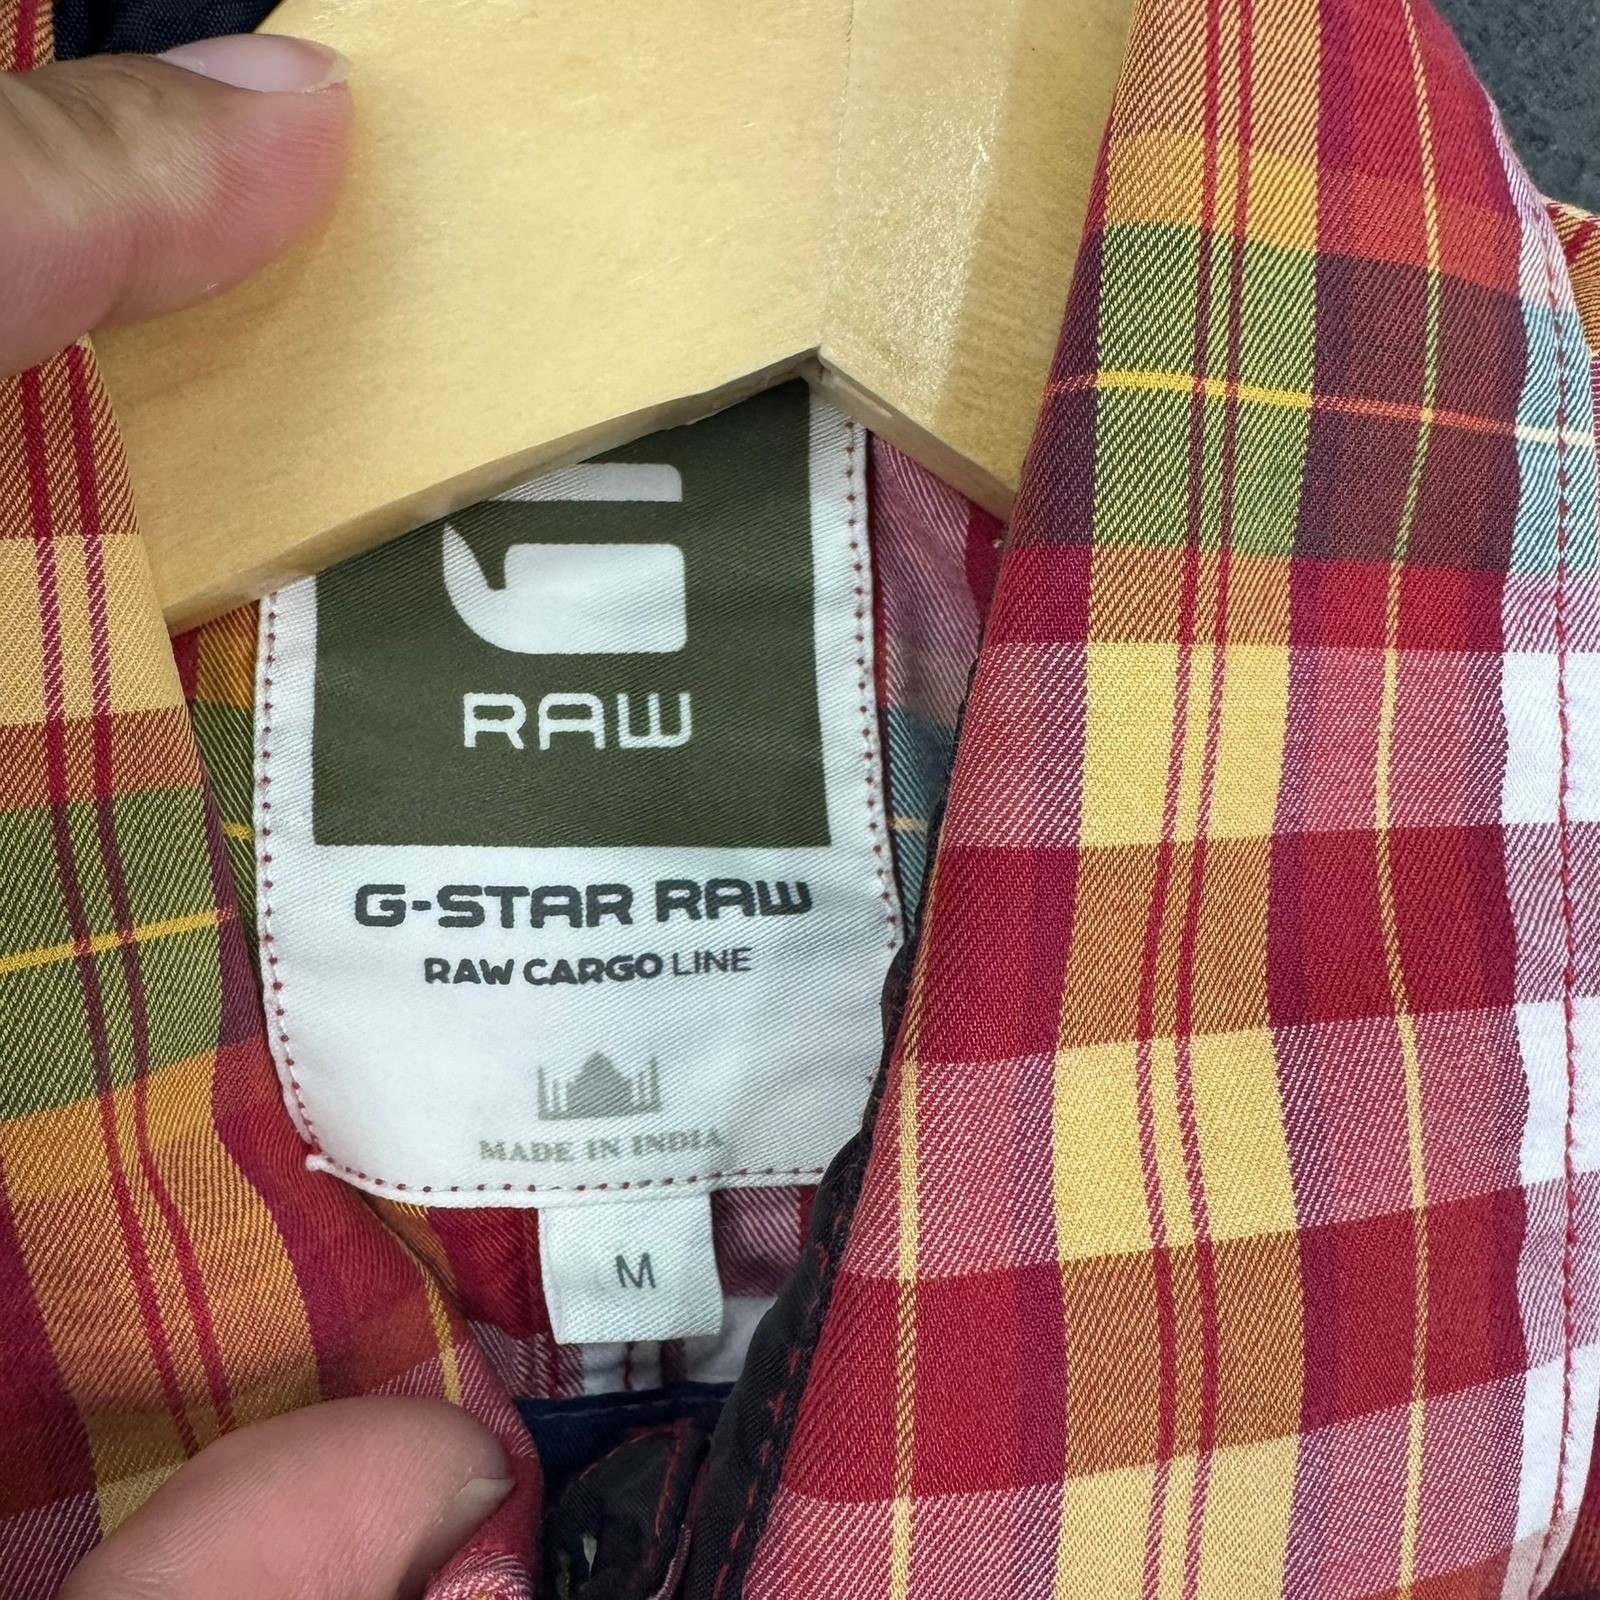 RAW
G-STAR RAW
RAW CARGO LINE
MADE IN INDIA
M